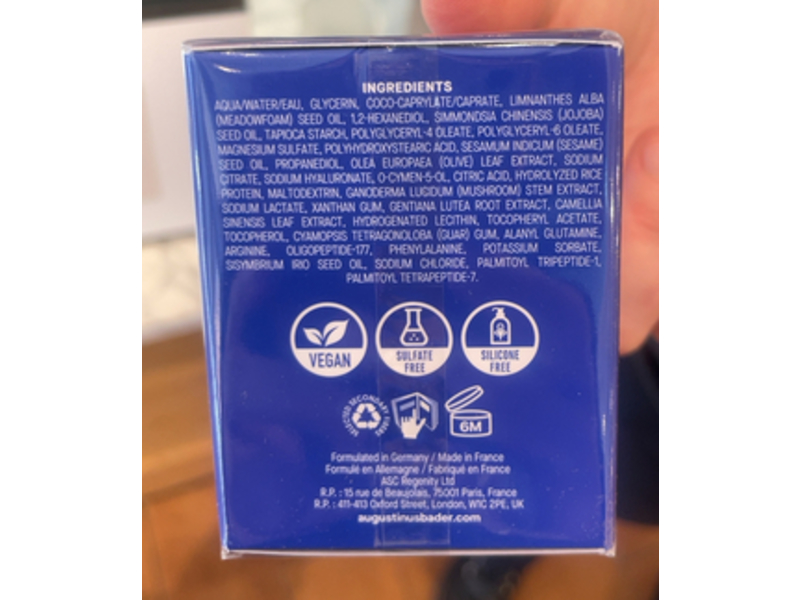 INGREDIENTS
AQUA/WATER/EAU, GLYCERIN, COCO-CAPRYLATE/CAPRATE, LIMNANTHES ALBA
(MEADOWFOAM) SEED OIL, 1,2-HEXANEDIOL, SIMMONDSIA CHINENSIS (JOJOBA)
SEED OIL, TAPIOCA STARCH, POLYGLYCERYL-4 OLEATE, POLYGLYCERYL-6 OLEATE,
MAGNESIUM SULFATE, POLYHYDROXYSTEARIC ACID, SESAMUM INDICUM (SESAME)
SEED OIL, PROPANEDIOL, OLEA EUROPAEA (OLIVE) LEAF EXTRACT, SODIUM
CITRATE, SODIUM HYALURONATE, O-CYMEN-5-OL, CITRIC ACID, HYDROLYZED RICE
PROTEIN, MALTODEXTRIN, GANODERMA LUCIDUM (MUSHROOM) STEM EXTRACT,
SODIUM LACTATE, XANTHAN GUM, GENTIANA LUTEA ROOT EXTRACT, CAMELLIA
SINENSIS LEAF EXTRACT, HYDROGENATED LECITHIN, TOCOPHERYL ACETATE,
TOCOPHEROL, CYAMOPSIS TETRAGONOLOBA (GUAR) GUM, ALANYL GLUTAMINE,
ARGININE, OLIGOPEPTIDE-177, PHENYLALANINE, POTASSIUM SORBATE,
SISYMBRIUM IRIO SEED OIL, SODIUM CHLORIDE, PALMITOYL TRIPEPTIDE-1,
PALMITOYL TETRAPEPTIDE-7.
VEGAN
SULFATE
FREE
SILICONE
FREE
SELECTED SECONDARY FIBERS
6M
Formulated in Germany / Made in France
Formulé en Allemagne / Fabriqué en France
ASC Regenity Ltd
R.P. : 15 rue de Beaujolais, 75001 Paris, France
R.P. : 411-413 Oxford Street, London, W1C 2PE, UK
augustinusbader.com